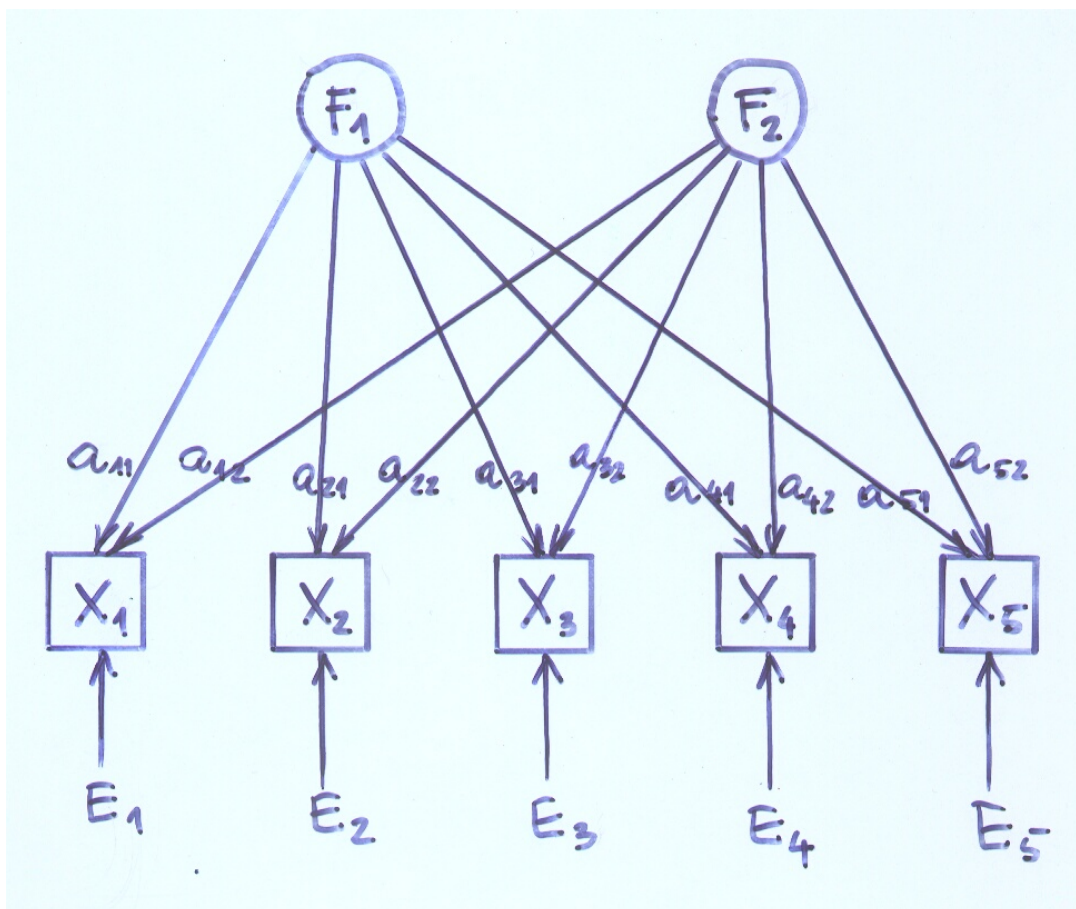 F₁ F₂
a₁₁ a₁₂ a₂₁ a₂₂ a₃₁ a₃₂ a₄₁ a₄₂ a₅₁ a₅₂
X₁ X₂ X₃ X₄ X₅
E₁ E₂ E₃ E₄ E₅